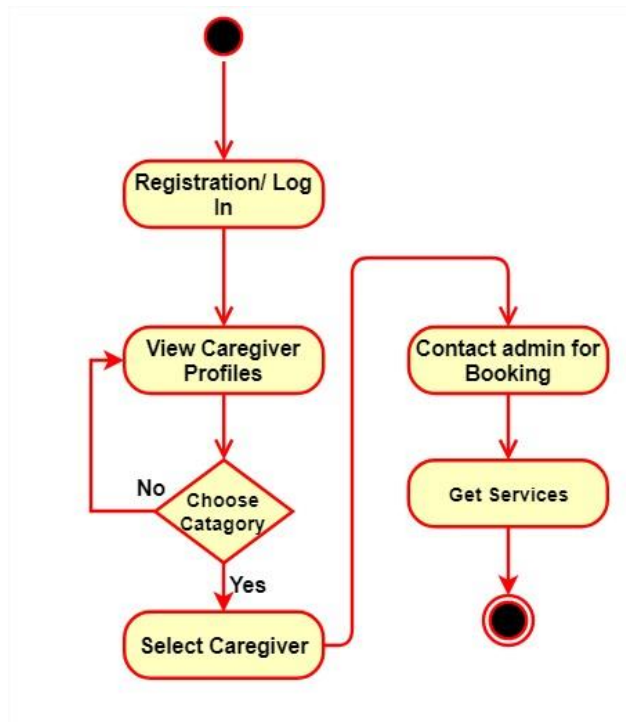 Registration/ Log
In
View Caregiver
Profiles
No
Choose
Catagory
Yes
Select Caregiver
Contact admin for
Booking
Get Services